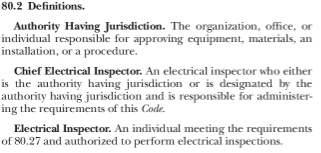 80.2 Definitions.
Authority Having Jurisdiction. The organization, office, or
individual responsible for approving equipment, materials, an
installation, or a procedure.
Chief Electrical Inspector. An electrical inspector who either
is the authority having jurisdiction or is designated by the
authority having jurisdiction and is responsible for administer-
ing the requirements of this Code.
Electrical Inspector. An individual meeting the requirements
of 80.27 and authorized to perform electrical inspections.